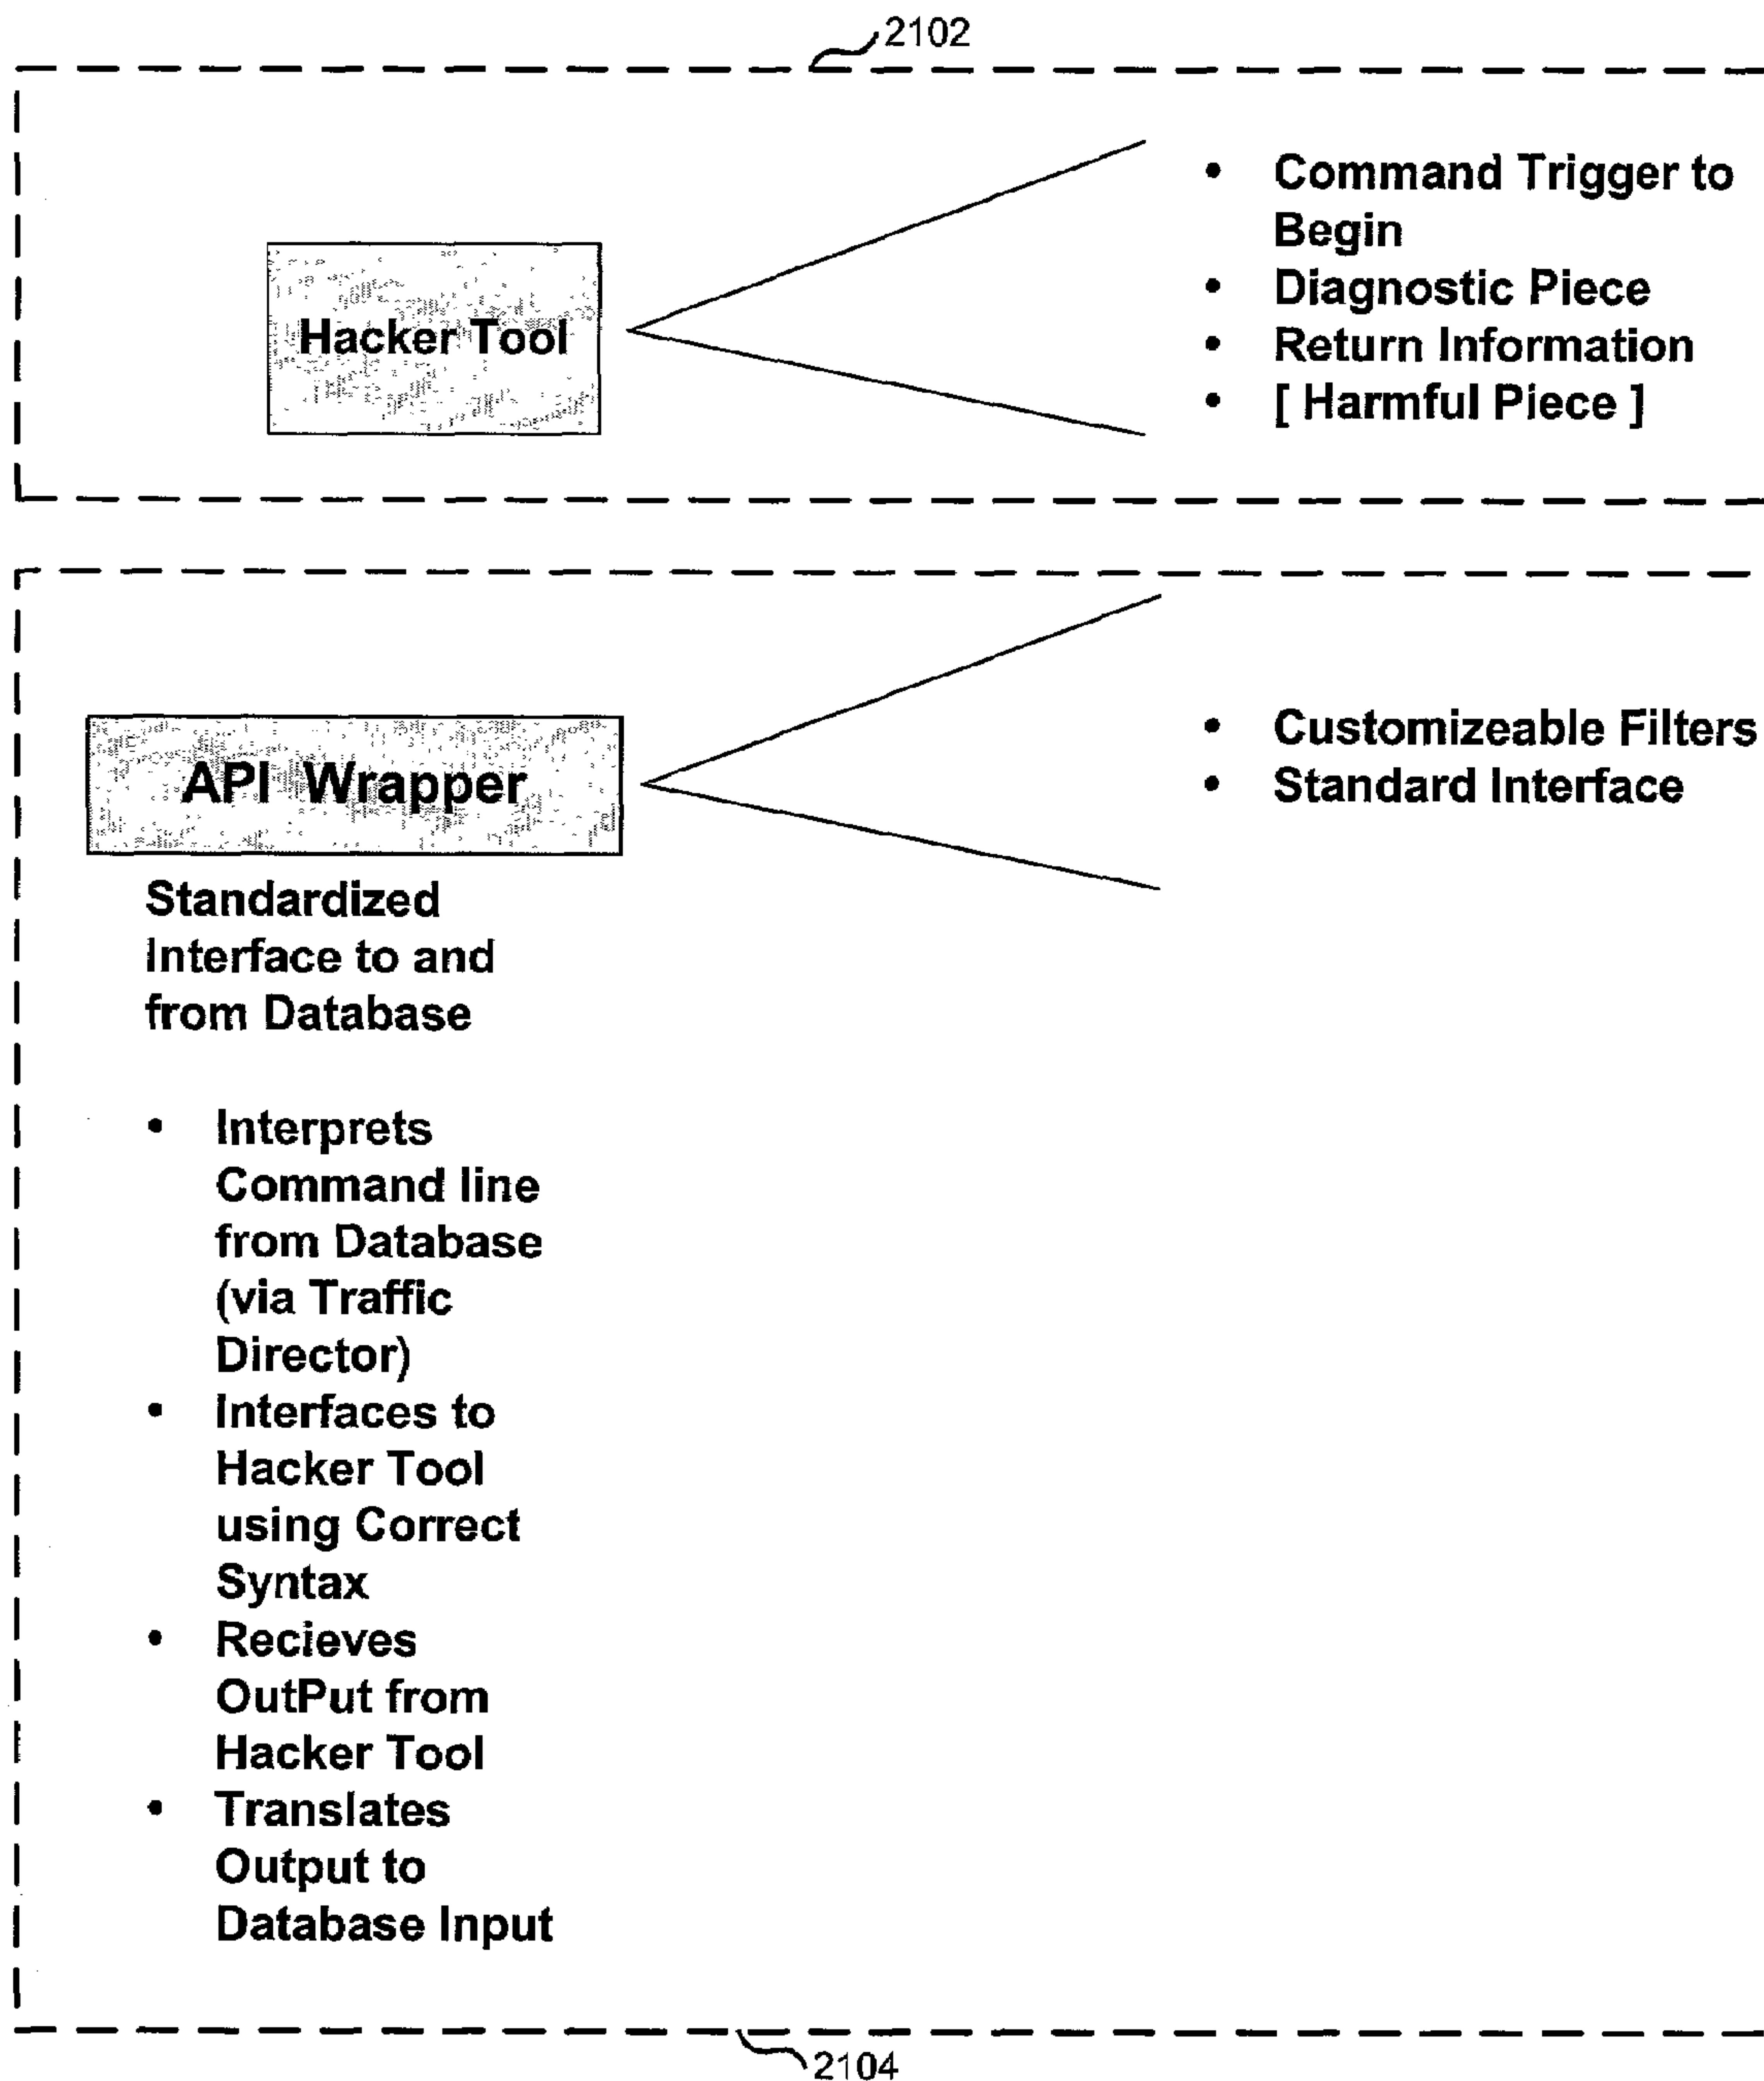 2102
Hacker Tool
• Command Trigger to
Begin
• Diagnostic Piece
• Return Information
• [ Harmful Piece ]
API Wrapper
• Customizeable Filters
• Standard Interface
Standardized
Interface to and
from Database
• Interprets
Command line
from Database
(via Traffic
Director)
• Interfaces to
Hacker Tool
using Correct
Syntax
• Recieves
OutPut from
Hacker Tool
• Translates
Output to
Database Input
2104